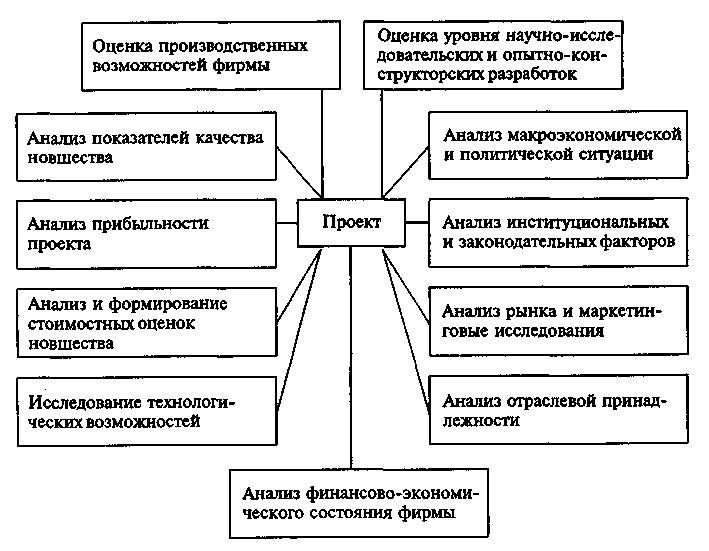 Оценка производственных
возможностей фирмы
Оценка уровня научно-иссле-
довательских и опытно-кон-
структорских разработок
Анализ показателей качества
новшества
Анализ макроэкономической
и политической ситуации
Анализ прибыльности
проекта
Проект
Анализ институциональных
и законодательных факторов
Анализ и формирование
стоимостных оценок
новшества
Анализ рынка и маркетин-
говые исследования
Исследование технологи-
ческих возможностей
Анализ отраслевой принад-
лежности
Анализ финансово-экономи-
ческого состояния фирмы